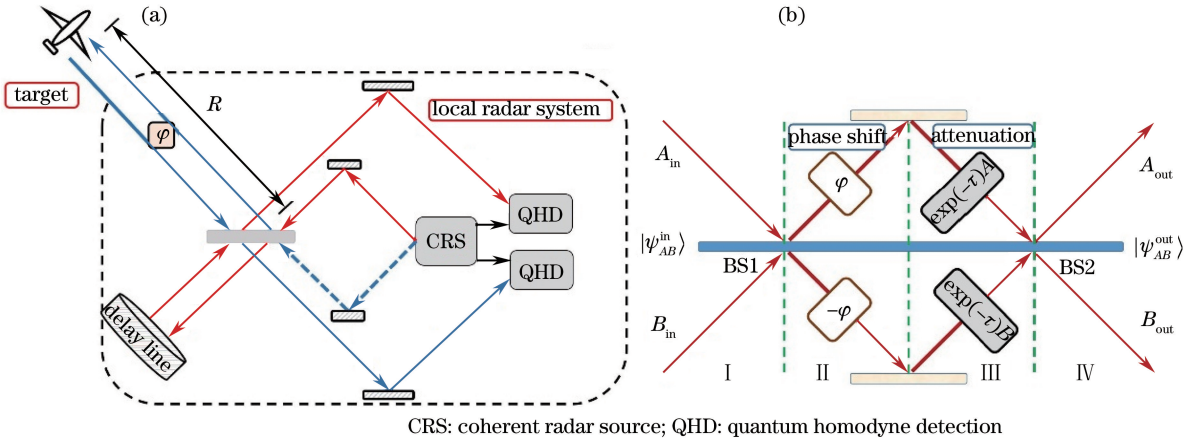 (a)
target
R
φ
local radar system
QHD
CRS
QHD
delay line
(b)
phase shift
attenuation
A_in
φ
exp(−τ)A
A_out
|ψ_AB^in⟩
BS1
BS2
|ψ_AB^out⟩
B_in
−φ
exp(−τ)B
B_out
I
II
III
IV
CRS: coherent radar source; QHD: quantum homodyne detection